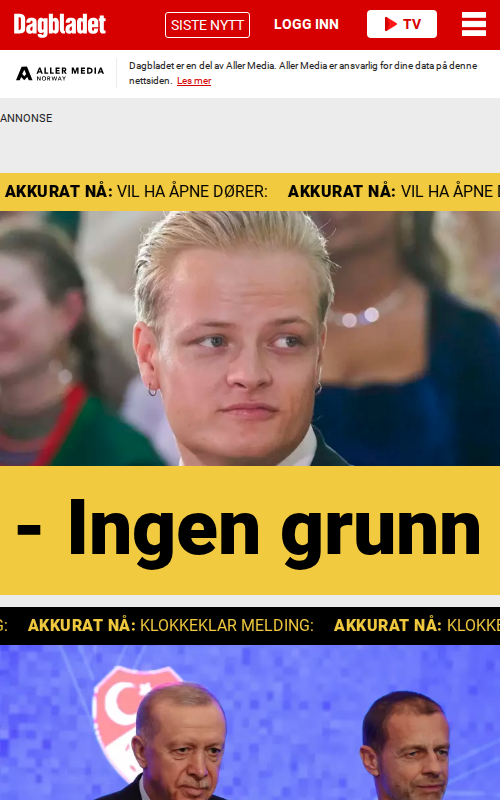 Dagbladet
SISTE NYTT
LOGG INN
TV
ALLER MEDIA
NORWAY
Dagbladet er en del av Aller Media. Aller Media er ansvarlig for dine data på denne
nettsiden. Les mer
ANNONSE
AKKURAT NÅ: VIL HA ÅPNE DØRER: AKKURAT NÅ: VIL HA ÅPNE
- Ingen grunn
G: AKKURAT NÅ: KLOKKEKLAR MELDING: AKKURAT NÅ: KLOKKE